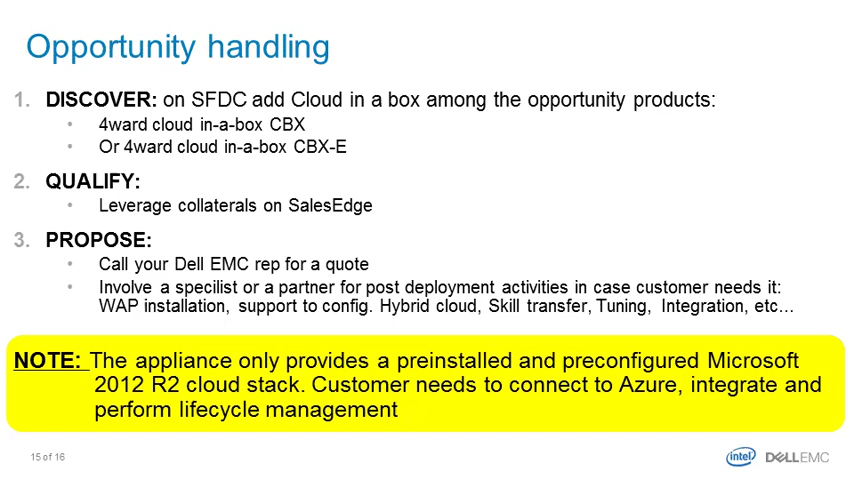 Opportunity handling
1. DISCOVER: on SFDC add Cloud in a box among the opportunity products:
• 4ward cloud in-a-box CBX
• Or 4ward cloud in-a-box CBX-E
2. QUALIFY:
• Leverage collaterals on SalesEdge
3. PROPOSE:
• Call your Dell EMC rep for a quote
• Involve a specilist or a partner for post deployment activities in case customer needs it:
WAP installation, support to config. Hybrid cloud, Skill transfer, Tuning, Integration, etc…
NOTE: The appliance only provides a preinstalled and preconfigured Microsoft
2012 R2 cloud stack. Customer needs to connect to Azure, integrate and
perform lifecycle management
15 of 16
intel DELLEMC